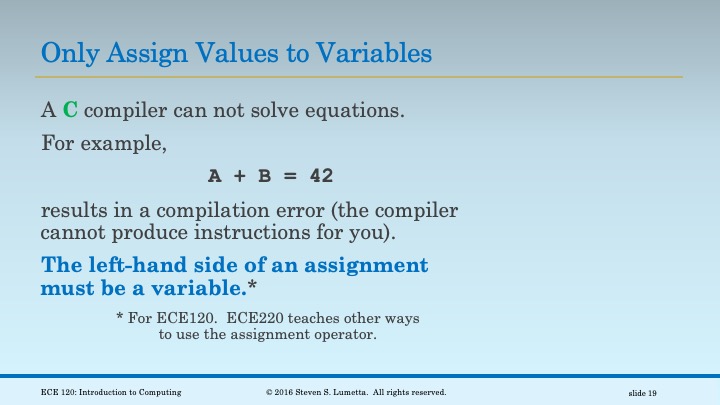 Only Assign Values to Variables
A C compiler can not solve equations.
For example,
A + B = 42
results in a compilation error (the compiler
cannot produce instructions for you).
The left-hand side of an assignment
must be a variable.*
* For ECE120.  ECE220 teaches other ways
to use the assignment operator.
ECE 120: Introduction to Computing
© 2016 Steven S. Lumetta.  All rights reserved.
slide 19